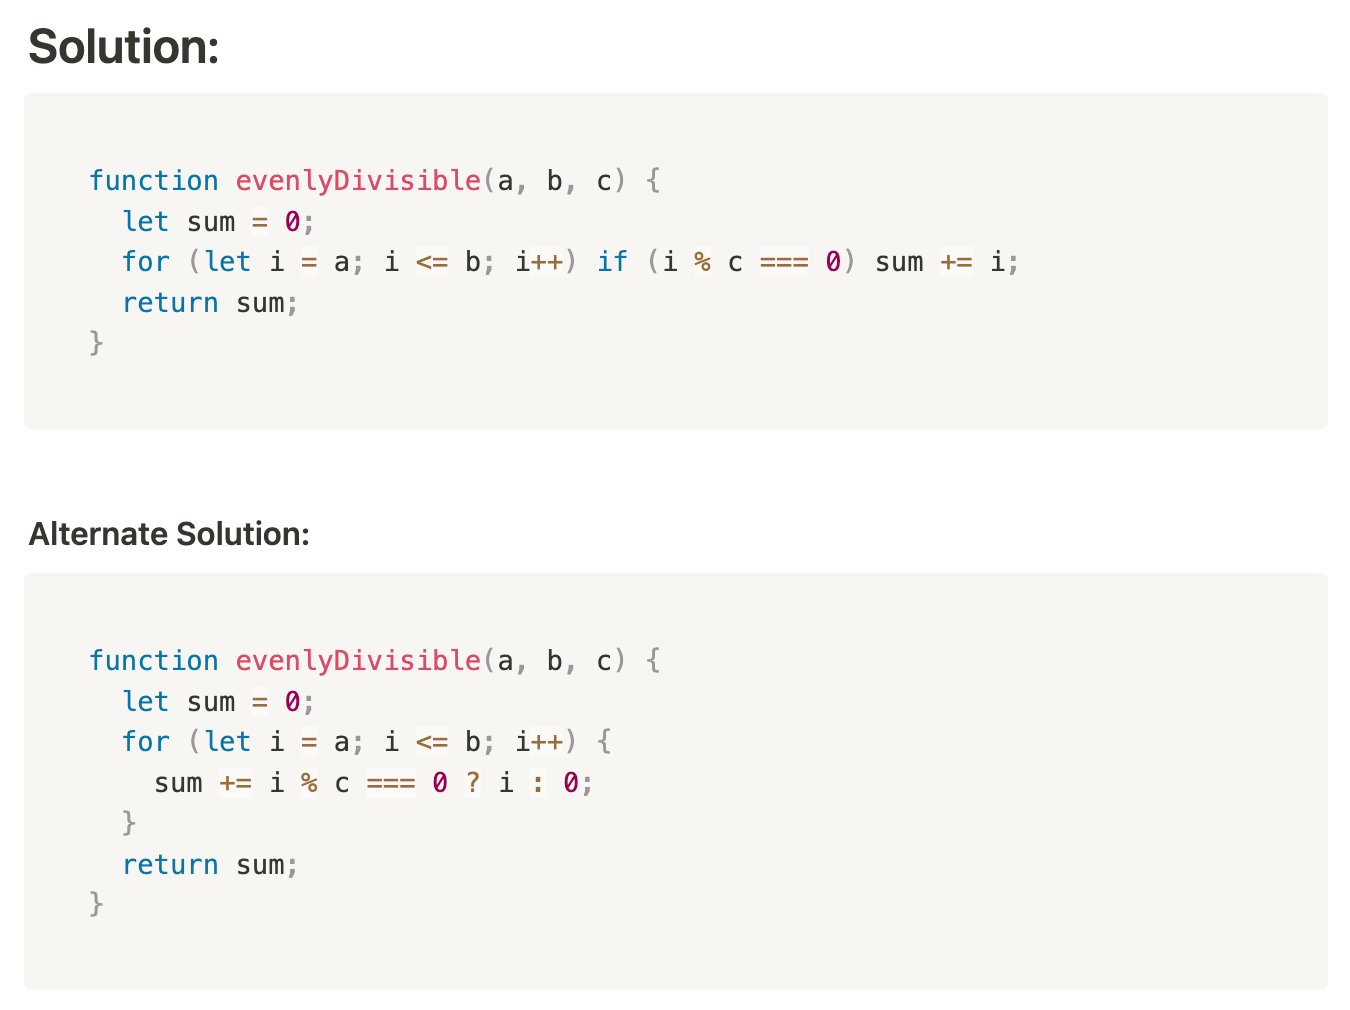 Solution:
function evenlyDivisible(a, b, c) {
  let sum = 0;
  for (let i = a; i <= b; i++) if (i % c === 0) sum += i;
  return sum;
}
Alternate Solution:
function evenlyDivisible(a, b, c) {
  let sum = 0;
  for (let i = a; i <= b; i++) {
    sum += i % c === 0 ? i : 0;
  }
  return sum;
}